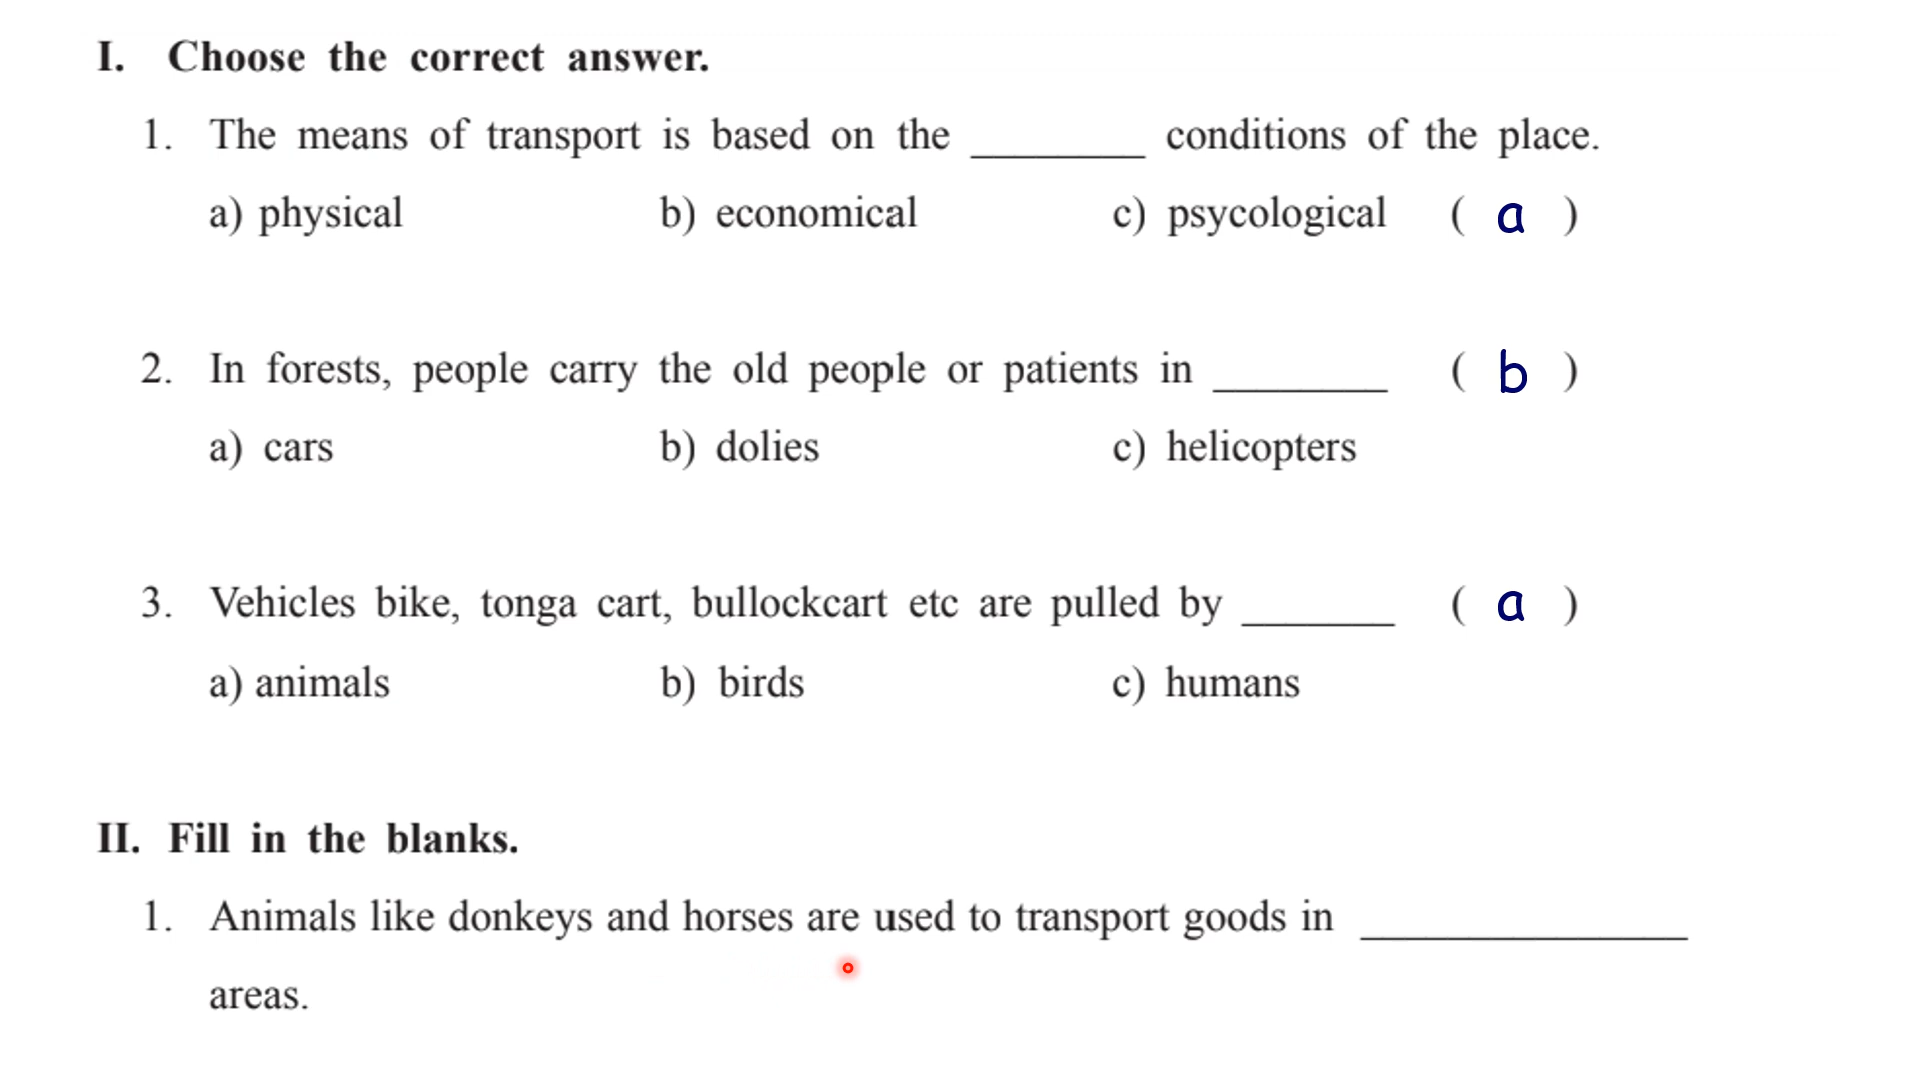 I. Choose the correct answer.
1. The means of transport is based on the ________ conditions of the place.
a) physical b) economical c) psycological ( a )
2. In forests, people carry the old people or patients in ________ ( b )
a) cars b) dolies c) helicopters
3. Vehicles bike, tonga cart, bullockcart etc are pulled by _______ ( a )
a) animals b) birds c) humans
II. Fill in the blanks.
1. Animals like donkeys and horses are used to transport goods in _______________
areas.